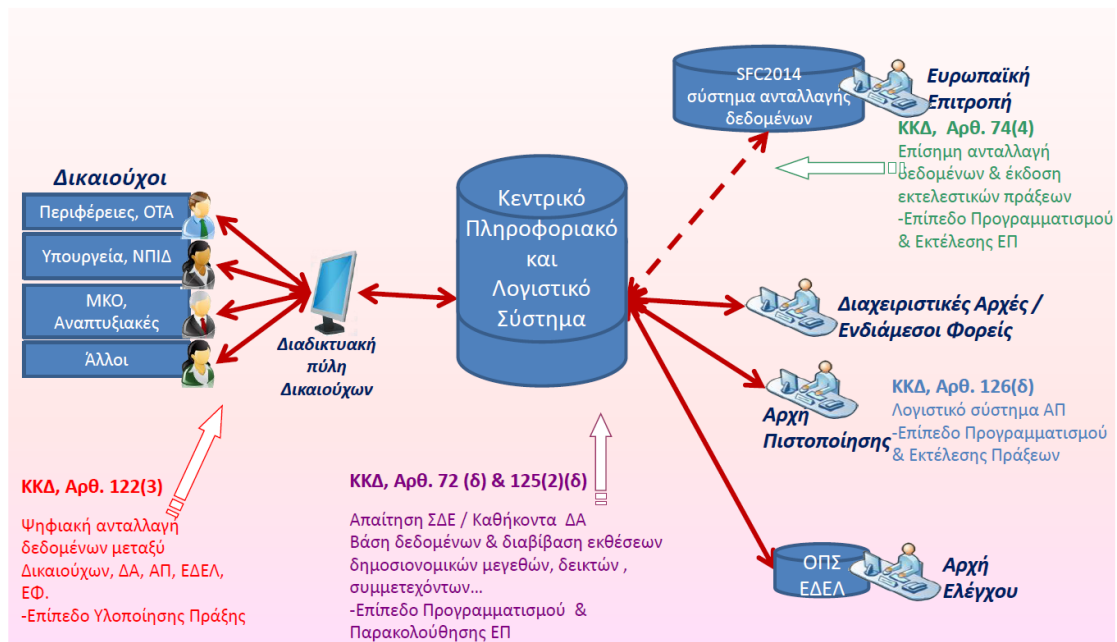 Δικαιούχοι
Περιφέρειες, ΟΤΑ
Υπουργεία, ΝΠΙΔ
ΜΚΟ,
Αναπτυξιακές
Άλλοι
Διαδικτυακή
πύλη
Δικαιούχων
ΚΚΔ, Αρθ. 122(3)
Ψηφιακή ανταλλαγή
δεδομένων μεταξύ
Δικαιούχων, ΔΑ, ΑΠ, ΕΔΕΛ,
ΕΦ.
-Επίπεδο Υλοποίησης Πράξης
Κεντρικό
Πληροφοριακό
και
Λογιστικό
Σύστημα
ΚΚΔ, Αρθ. 72 (δ) & 125(2)(δ)
Απαίτηση ΣΔΕ / Καθήκοντα ΔΑ
Βάση δεδομένων & διαβίβαση εκθέσεων
δημοσιονομικών μεγεθών, δεικτών ,
συμμετεχόντων...
-Επίπεδο Προγραμματισμού &
Παρακολούθησης ΕΠ
SFC2014
σύστημα ανταλλαγής
δεδομένων
Ευρωπαϊκή
Επιτροπή
ΚΚΔ, Αρθ. 74(4)
Επίσημη ανταλλαγή
δεδομένων & έκδοση
εκτελεστικών πράξεων
-Επίπεδο Προγραμματισμού
& Εκτέλεσης ΕΠ
Διαχειριστικές Αρχές /
Ενδιάμεσοι Φορείς
Αρχή
Πιστοποίησης
ΚΚΔ, Αρθ. 126(δ)
Λογιστικό σύστημα ΑΠ
-Επίπεδο Προγραμματισμού
& Εκτέλεσης Πράξεων
ΟΠΣ
ΕΔΕΛ
Αρχή
Ελέγχου